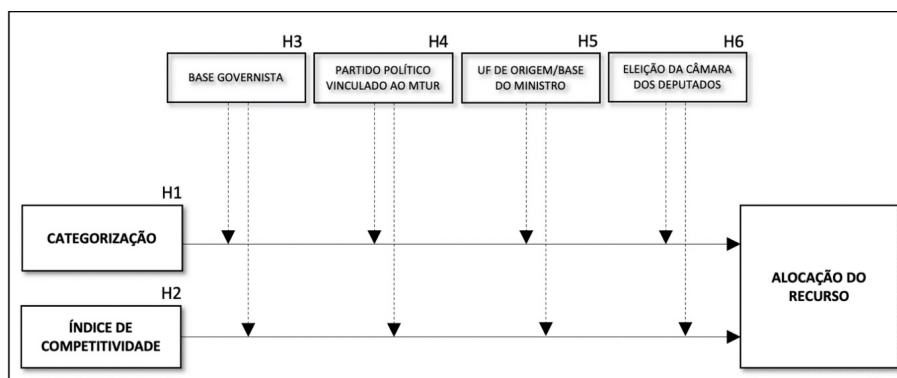 H3
BASE GOVERNISTA
H4
PARTIDO POLÍTICO
VINCULADO AO MTUR
H5
UF DE ORIGEM/BASE
DO MINISTRO
H6
ELEIÇÃO DA CÂMARA
DOS DEPUTADOS
H1
CATEGORIZAÇÃO
H2
ÍNDICE DE
COMPETITIVIDADE
ALOCAÇÃO DO
RECURSO